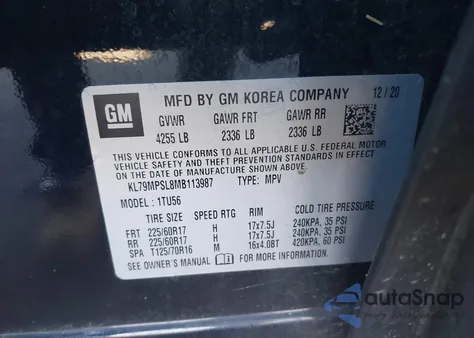 GM
MFD BY GM KOREA COMPANY 12/20
GVWR GAWR FRT GAWR RR
4255 LB 2336 LB 2336 LB
THIS VEHICLE CONFORMS TO ALL APPLICABLE U.S. FEDERAL MOTOR
VEHICLE SAFETY AND THEFT PREVENTION STANDARDS IN EFFECT
ON THE DATE OF MANUFACTURE SHOWN ABOVE.
KL79MPSL8MB113987 TYPE: MPV
MODEL: 1TU56
TIRE SIZE SPEED RTG RIM COLD TIRE PRESSURE
FRT 225/60R17 H 17x7.5J 240KPA, 35 PSI
RR 225/60R17 H 17x7.5J 240KPA, 35 PSI
SPA T125/70R16 M 16x4.0BT 420KPA, 60 PSI
SEE OWNER'S MANUAL FOR MORE INFORMATION
autoSnap